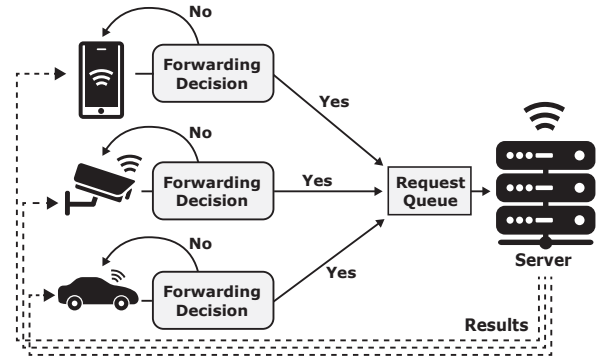 No
Forwarding
Decision
Yes
No
Forwarding
Decision
Yes
Request
Queue
Server
No
Forwarding
Decision
Yes
Results